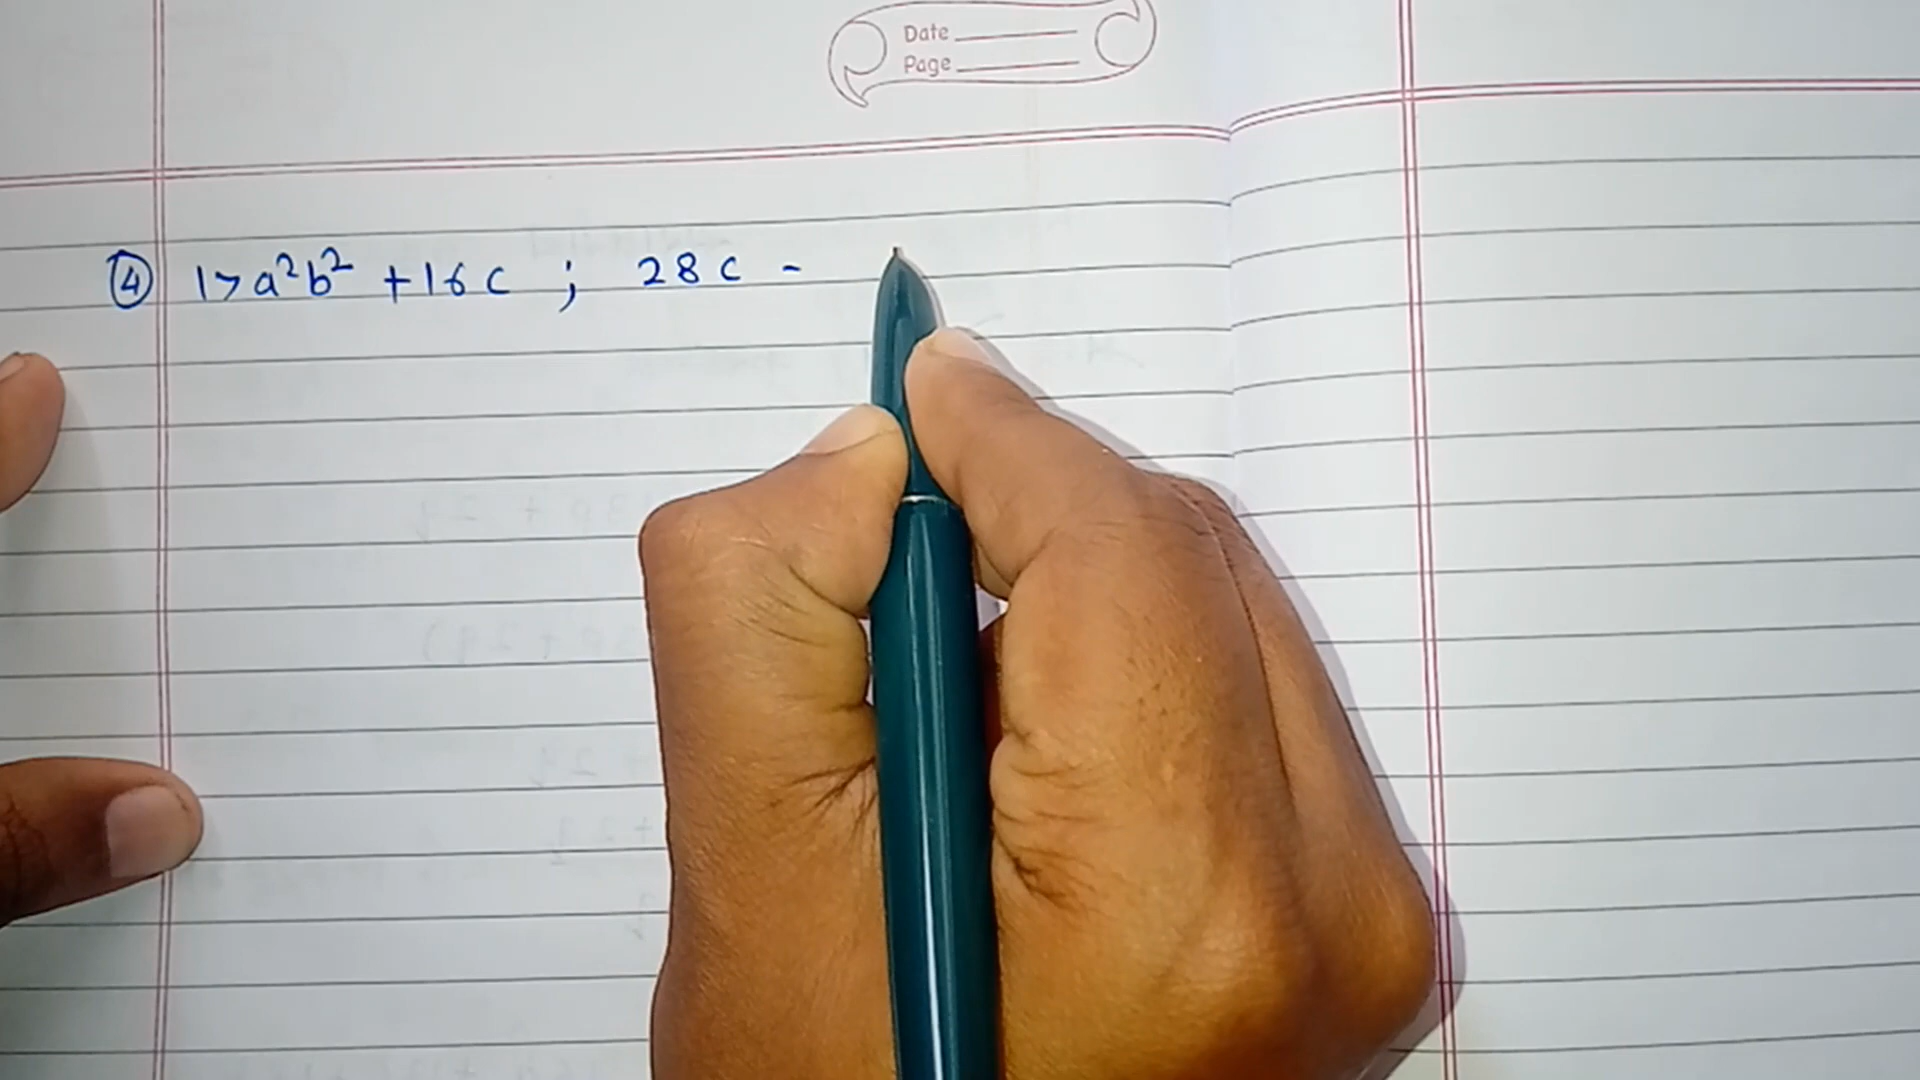 Date
Page
④ 17a²b² + 16c ; 28c -